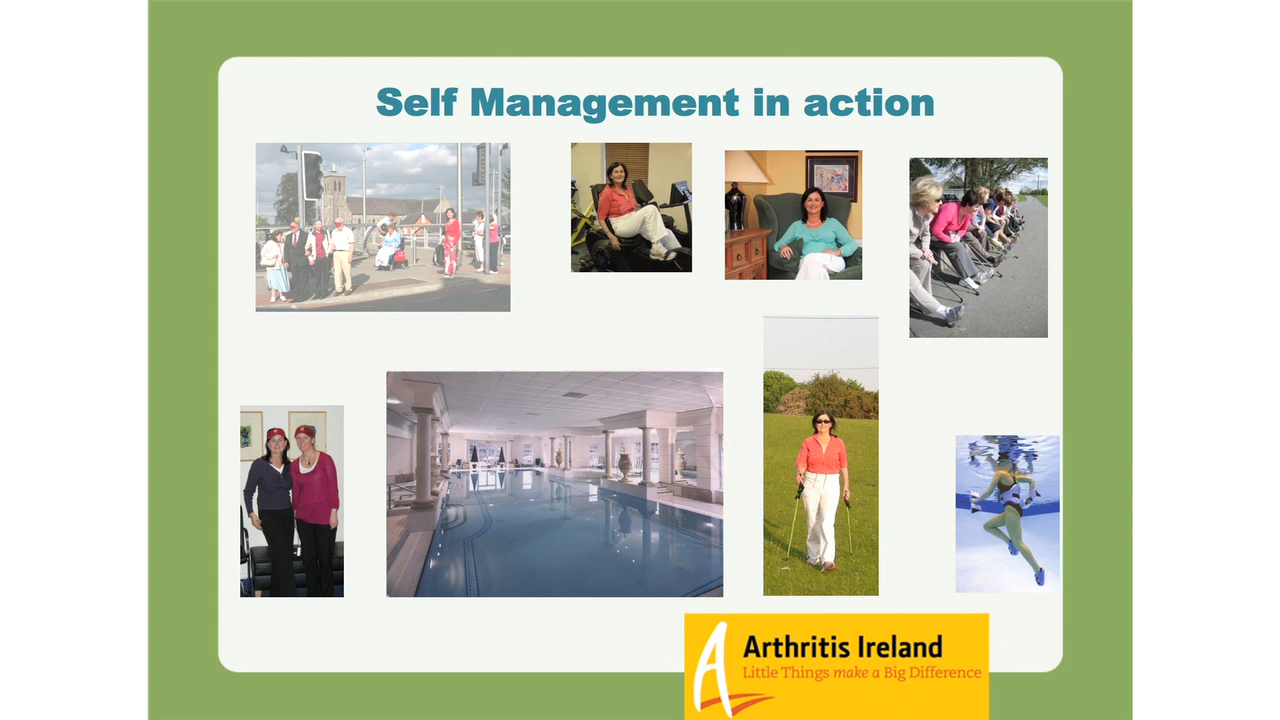 Self Management in action
Arthritis Ireland
Little Things make a Big Difference